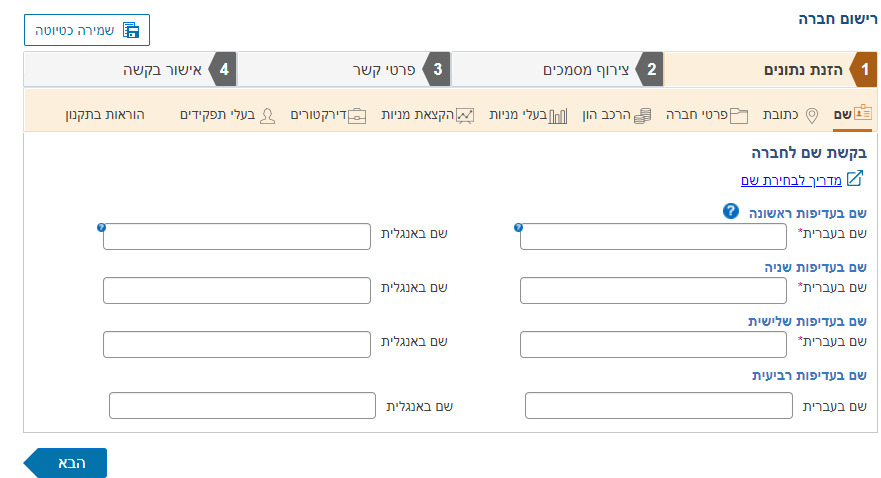 רישום חברה
שמירה כטיוטה
1 הזנת נתונים
2 צירוף מסמכים
3 פרטי קשר
4 אישור בקשה
שם
כתובת
פרטי חברה
הרכב הון
בעלי מניות
הקצאת מניות
דירקטורים
בעלי תפקידים
הוראות בתקנון
בקשת שם לחברה
מדריך לבחירת שם
שם בעדיפות ראשונה ?
שם בעברית* ? שם באנגלית ?
שם בעדיפות שניה
שם בעברית* שם באנגלית
שם בעדיפות שלישית
שם בעברית* שם באנגלית
שם בעדיפות רביעית
שם בעברית שם באנגלית
הבא